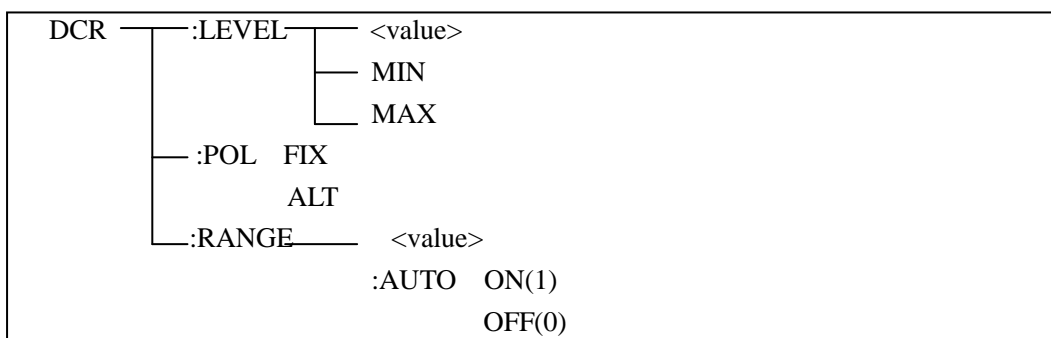 DCR :LEVEL <value>
MIN
MAX
:POL FIX
ALT
:RANGE <value>
:AUTO ON(1)
OFF(0)